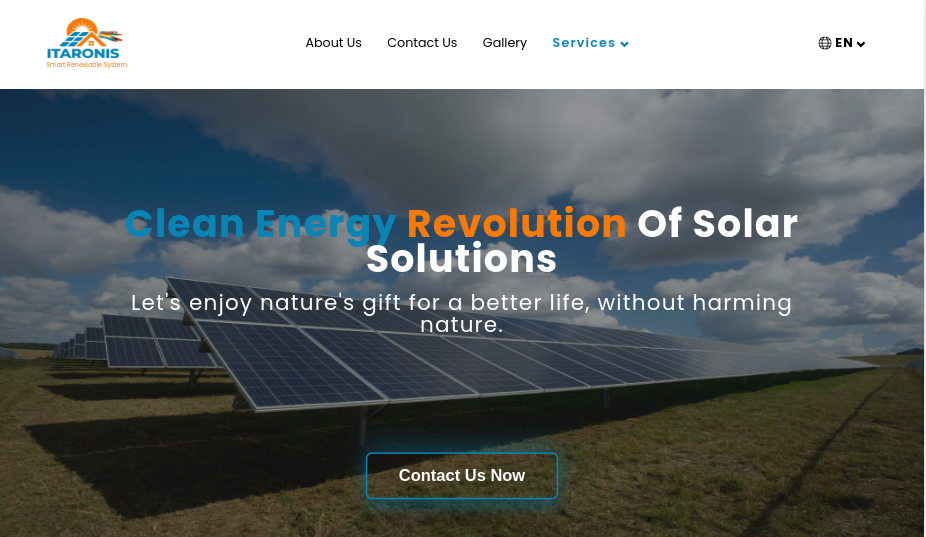 ITARONIS
Smart Renewable System.
About Us
Contact Us
Gallery
Services
EN
Clean Energy Revolution Of Solar
Solutions
Let's enjoy nature's gift for a better life, without harming
nature.
Contact Us Now